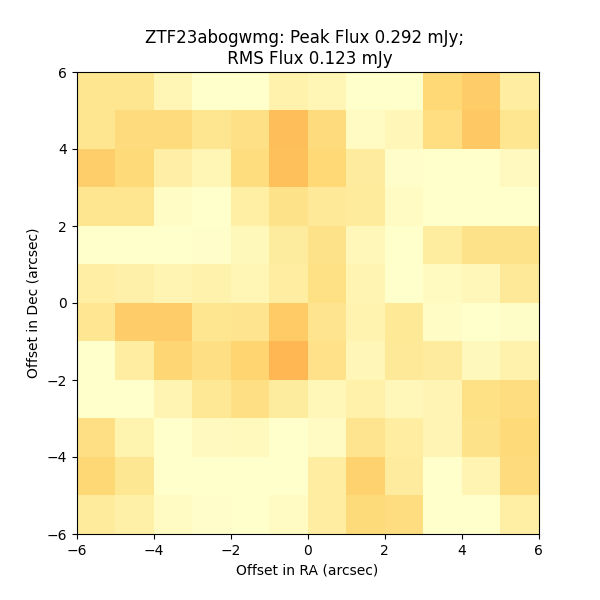 ZTF23abogwmg: Peak Flux 0.292 mJy;
RMS Flux 0.123 mJy
6
4
2
0
−2
−4
−6
Offset in Dec (arcsec)
−6 −4 −2 0 2 4 6
Offset in RA (arcsec)